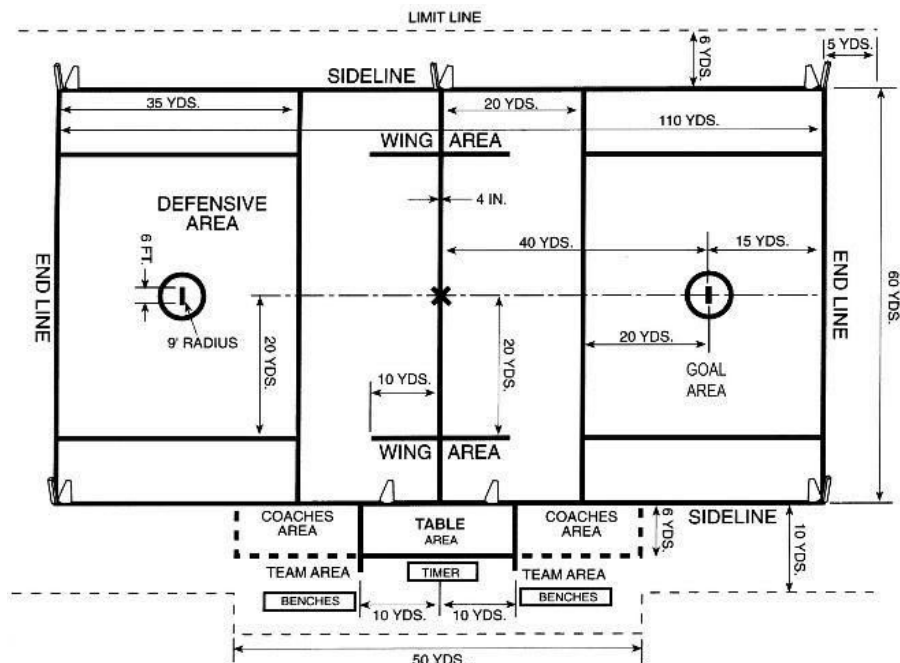 LIMIT LINE
5 YDS.
6 YDS.
SIDELINE
35 YDS.
20 YDS.
110 YDS.
WING AREA
4 IN.
DEFENSIVE
AREA
40 YDS.
15 YDS.
6 FT.
END LINE
END LINE
60 YDS.
9' RADIUS
20 YDS.
20 YDS.
20 YDS.
GOAL
AREA
10 YDS.
WING AREA
COACHES
AREA
TABLE
AREA
COACHES
AREA
6 YDS.
SIDELINE
10 YDS.
TEAM AREA
TIMER
TEAM AREA
BENCHES
BENCHES
10 YDS.
10 YDS.
50 YDS